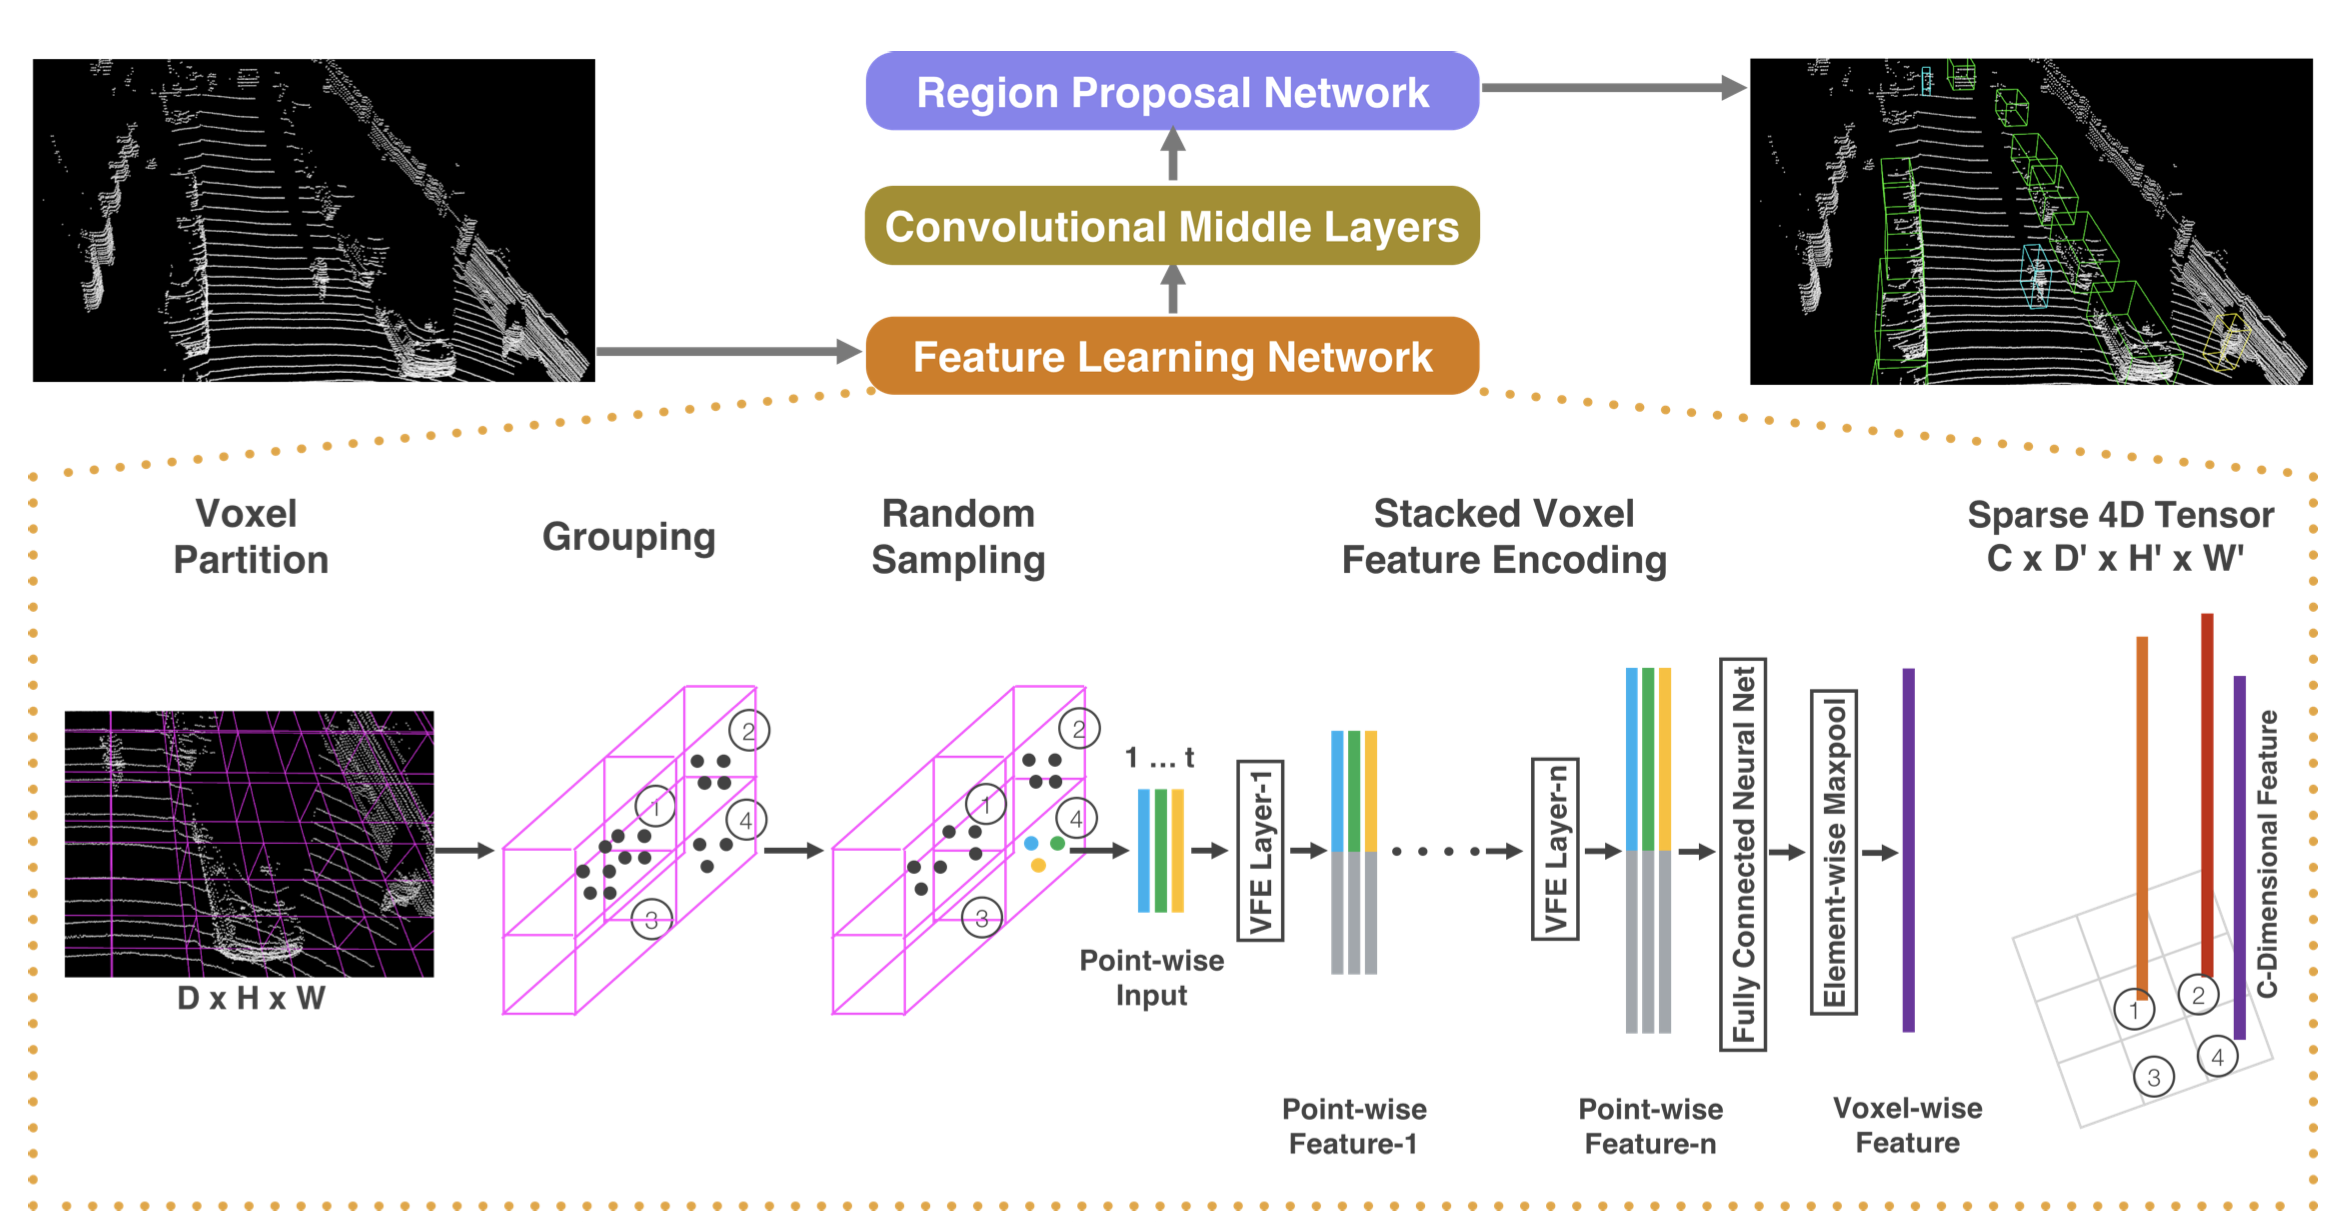 Region Proposal Network
Convolutional Middle Layers
Feature Learning Network
Voxel
Partition
Grouping
Random
Sampling
Stacked Voxel
Feature Encoding
Sparse 4D Tensor
C x D' x H' x W'
D x H x W
1
2
3
4
1
2
3
4
1 ... t
Point-wise
Input
VFE Layer-1
Point-wise
Feature-1
VFE Layer-n
Point-wise
Feature-n
Fully Connected Neural Net
Element-wise Maxpool
Voxel-wise
Feature
C-Dimensional Feature
1
2
3
4